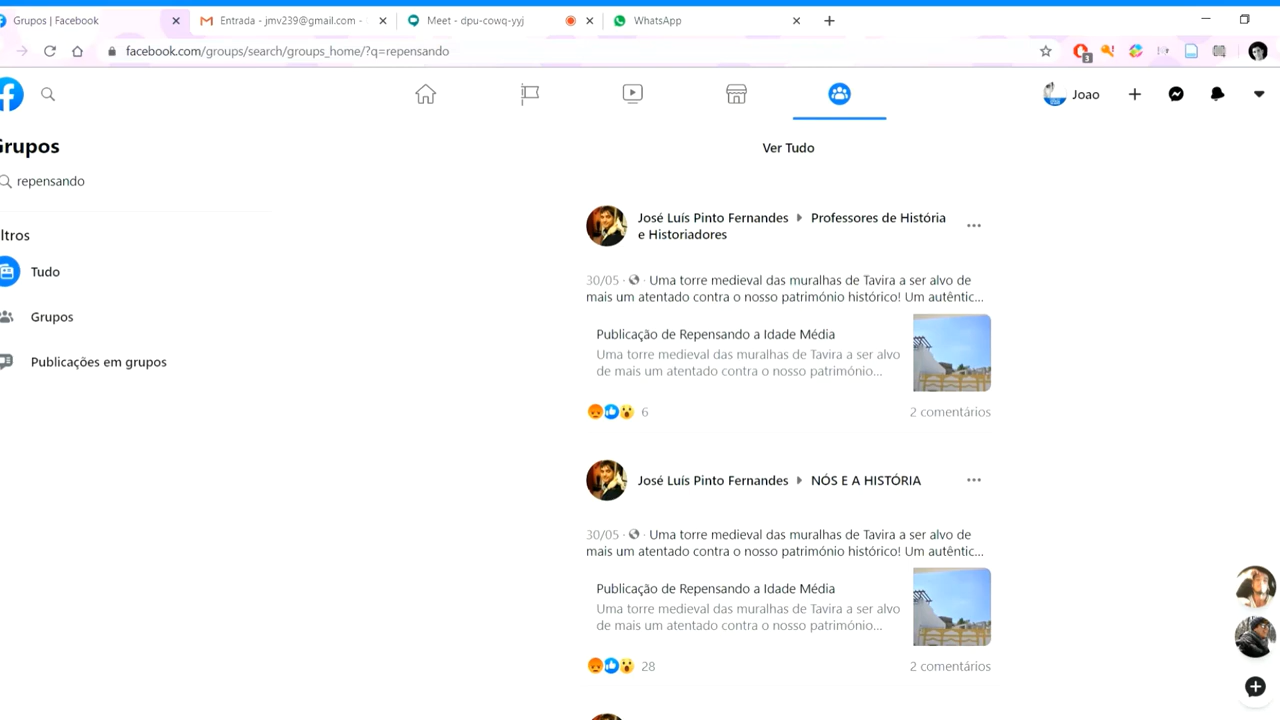 Grupos | Facebook
Entrada - jmv239@gmail.com -
Meet - dpu-cowq-yyj
WhatsApp
facebook.com/groups/search/groups_home/?q=repensando
3
Joao
Grupos
Ver Tudo
repensando
ltros
Tudo
Grupos
Publicações em grupos
José Luís Pinto Fernandes
Professores de História
e Historiadores
30/05 · · Uma torre medieval das muralhas de Tavira a ser alvo de
mais um atentado contra o nosso património histórico! Um autêntic...
Publicação de Repensando a Idade Média
Uma torre medieval das muralhas de Tavira a ser alvo
de mais um atentado contra o nosso património...
6
2 comentários
José Luís Pinto Fernandes
NÓS E A HISTÓRIA
30/05 · · Uma torre medieval das muralhas de Tavira a ser alvo de
mais um atentado contra o nosso património histórico! Um autêntic...
Publicação de Repensando a Idade Média
Uma torre medieval das muralhas de Tavira a ser alvo
de mais um atentado contra o nosso património...
28
2 comentários